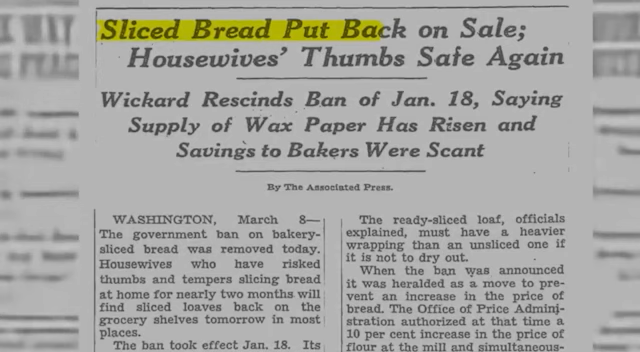 Sliced Bread Put Back on Sale;
Housewives' Thumbs Safe Again
Wickard Rescinds Ban of Jan. 18, Saying
Supply of Wax Paper Has Risen and
Savings to Bakers Were Scant
By The Associated Press.
WASHINGTON, March 8—
The government ban on bakery-
sliced bread was removed today.
Housewives who have risked
thumbs and tempers slicing bread
at home for nearly two months will
find sliced loaves back on the
grocery shelves tomorrow in most
places.
The ban took effect Jan. 18. Its
The ready-sliced loaf, officials
explained, must have a heavier
wrapping than an unsliced one if
it is not to dry out.
When the ban was announced
it was heralded as a move to pre-
vent an increase in the price of
bread. The Office of Price Admin-
istration authorized at that time a
10 per cent increase in the price of
flour at the mill and simultaneous-